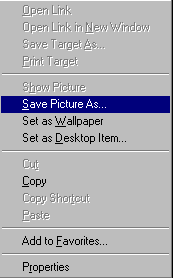 Open Link
Open Link in New Window
Save Target As...
Print Target
Show Picture
Save Picture As...
Set as Wallpaper
Set as Desktop Item...
Cut
Copy
Copy Shortcut
Paste
Add to Favorites...
Properties